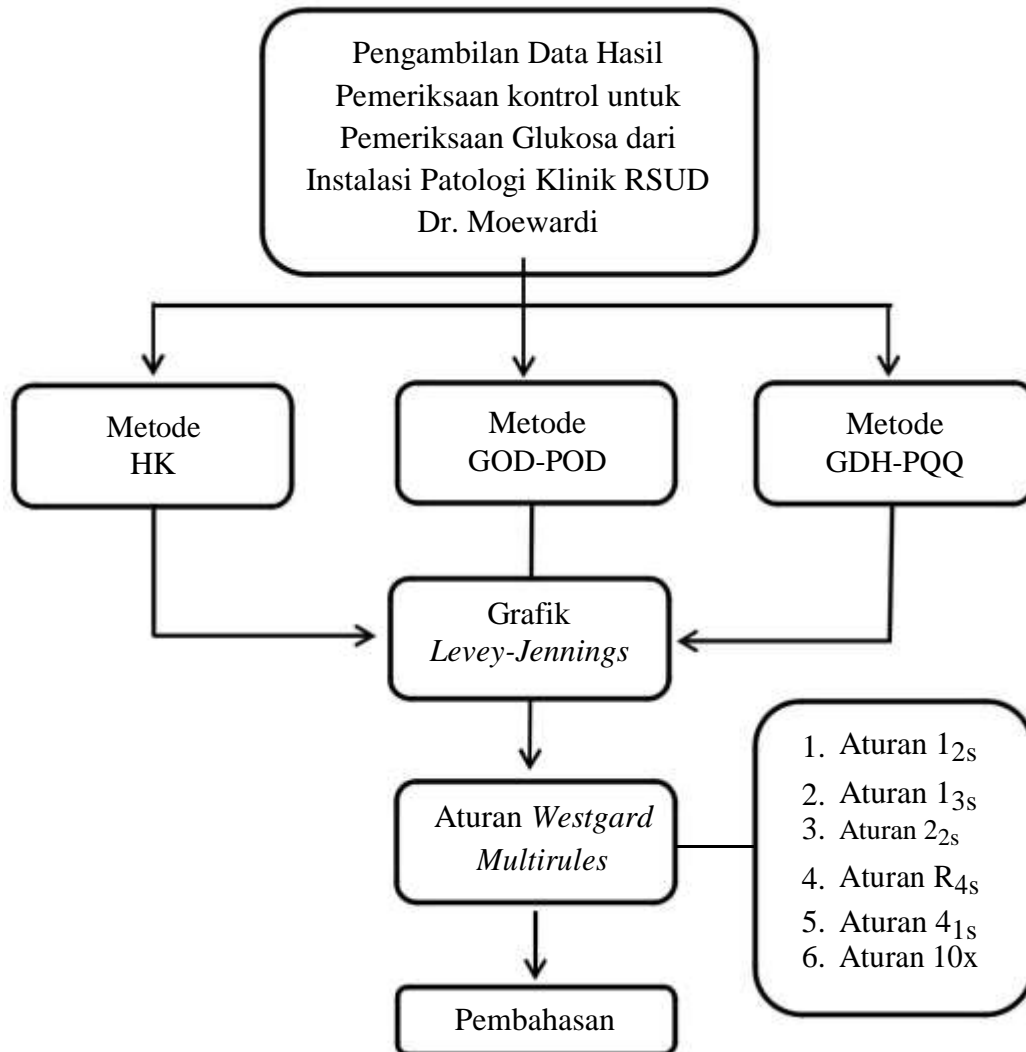 Pengambilan Data Hasil
Pemeriksaan kontrol untuk
Pemeriksaan Glukosa dari
Instalasi Patologi Klinik RSUD
Dr. Moewardi
Metode
HK
Metode
GOD-POD
Metode
GDH-PQQ
Grafik
Levey-Jennings
Aturan Westgard
Multirules
1. Aturan 1₂s
2. Aturan 1₃s
3. Aturan 2₂s
4. Aturan R₄s
5. Aturan 4₁s
6. Aturan 10x
Pembahasan